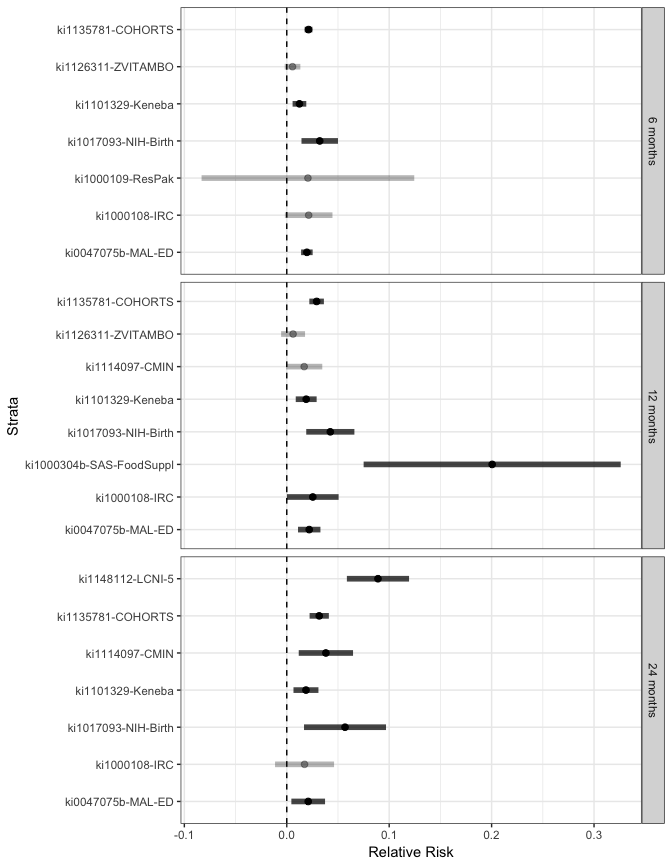 ki1135781-COHORTS
ki1126311-ZVITAMBO
ki1101329-Keneba
ki1017093-NIH-Birth
ki1000109-ResPak
ki1000108-IRC
ki0047075b-MAL-ED
6 months
ki1135781-COHORTS
ki1126311-ZVITAMBO
ki1114097-CMIN
ki1101329-Keneba
ki1017093-NIH-Birth
ki1000304b-SAS-FoodSuppl
ki1000108-IRC
ki0047075b-MAL-ED
12 months
Strata
ki1148112-LCNI-5
ki1135781-COHORTS
ki1114097-CMIN
ki1101329-Keneba
ki1017093-NIH-Birth
ki1000108-IRC
ki0047075b-MAL-ED
24 months
-0.1 0.0 0.1 0.2 0.3
Relative Risk